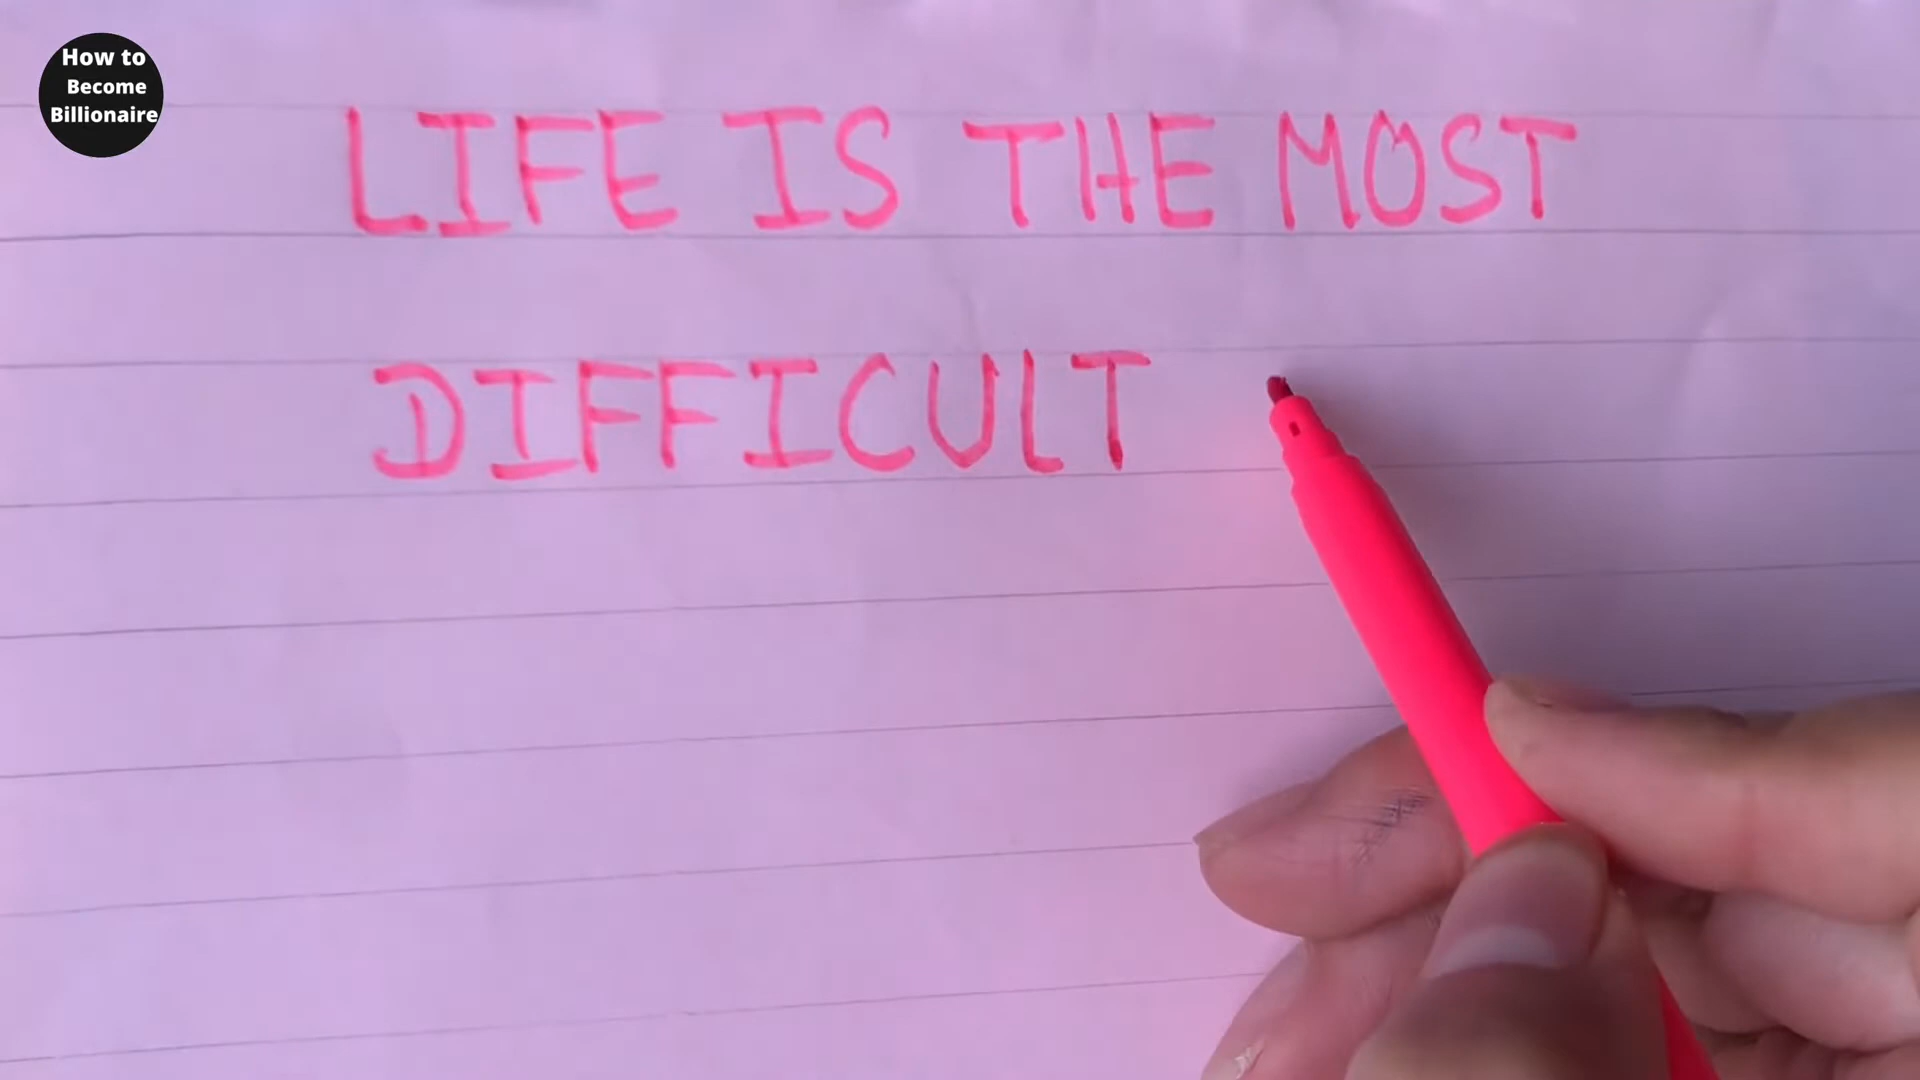 How to
Become
Billionaire
LIFE IS THE MOST
DIFFICULT